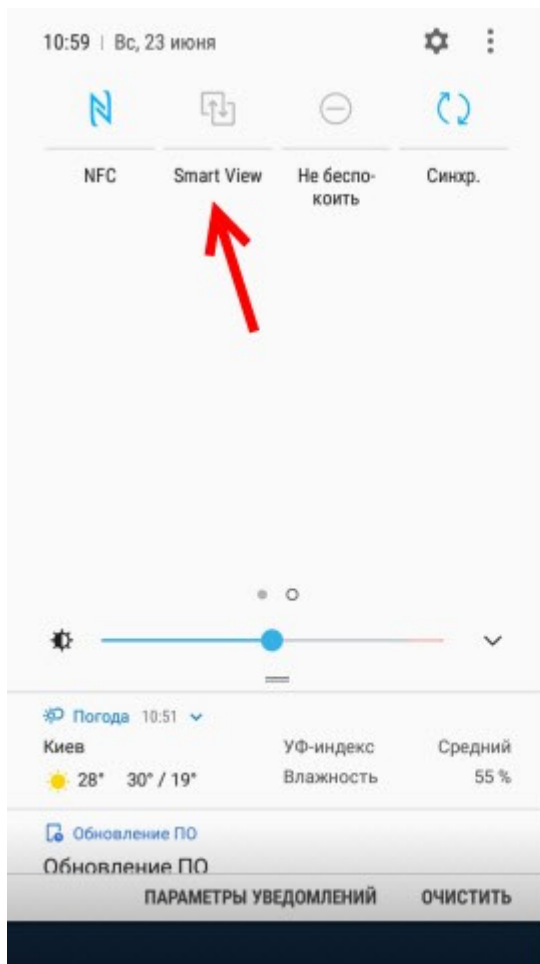 10:59 | Вс, 23 июня
NFC
Smart View
Не беспо-
коить
Синхр.
Погода 10:51
Киев
УФ-индекс Средний
28° 30° / 19°
Влажность 55 %
Обновление ПО
Обновление ПО
ПАРАМЕТРЫ УВЕДОМЛЕНИЙ ОЧИСТИТЬ